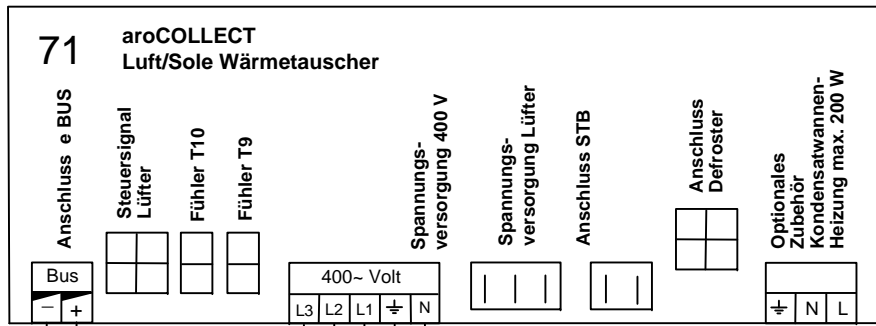 71
aroCOLLECT
Luft/Sole Wärmetauscher
Anschluss e BUS
Steuersignal
Lüfter
Fühler T10
Fühler T9
Spannungs-
versorgung 400 V
Spannungs-
versorgung Lüfter
Anschluss STB
Anschluss
Defroster
Optionales
Zubehör
Kondensatwannen-
Heizung max. 200 W
Bus
− +
400~ Volt
L3 L2 L1 ⏚ N
⏚ N L